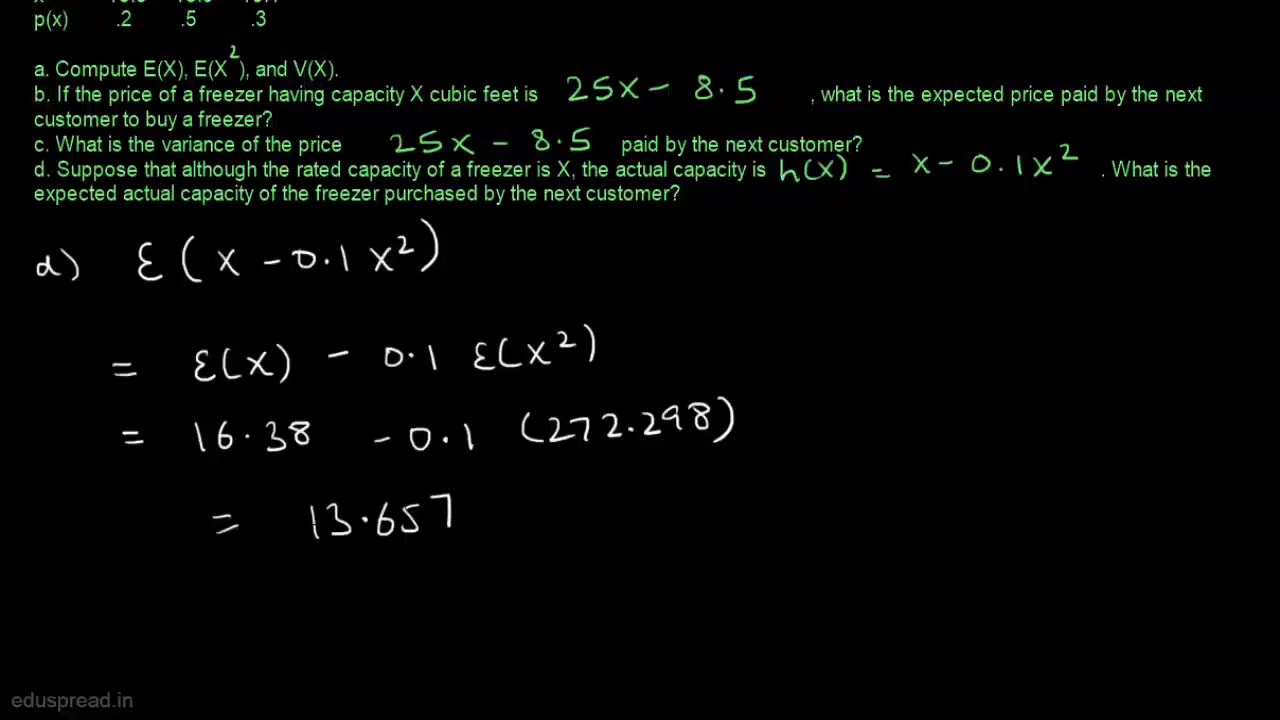 p(x) .2 .5 .3
a. Compute E(X), E(X²), and V(X).
b. If the price of a freezer having capacity X cubic feet is 25X - 8.5 , what is the expected price paid by the next
customer to buy a freezer?
c. What is the variance of the price 25X - 8.5 paid by the next customer?
d. Suppose that although the rated capacity of a freezer is X, the actual capacity is h(X) = X - 0.1X² . What is the
expected actual capacity of the freezer purchased by the next customer?
d) E(X - 0.1X²)
= E(X) - 0.1 E(X²)
= 16.38 - 0.1 (272.298)
= 13.657
eduspread.in